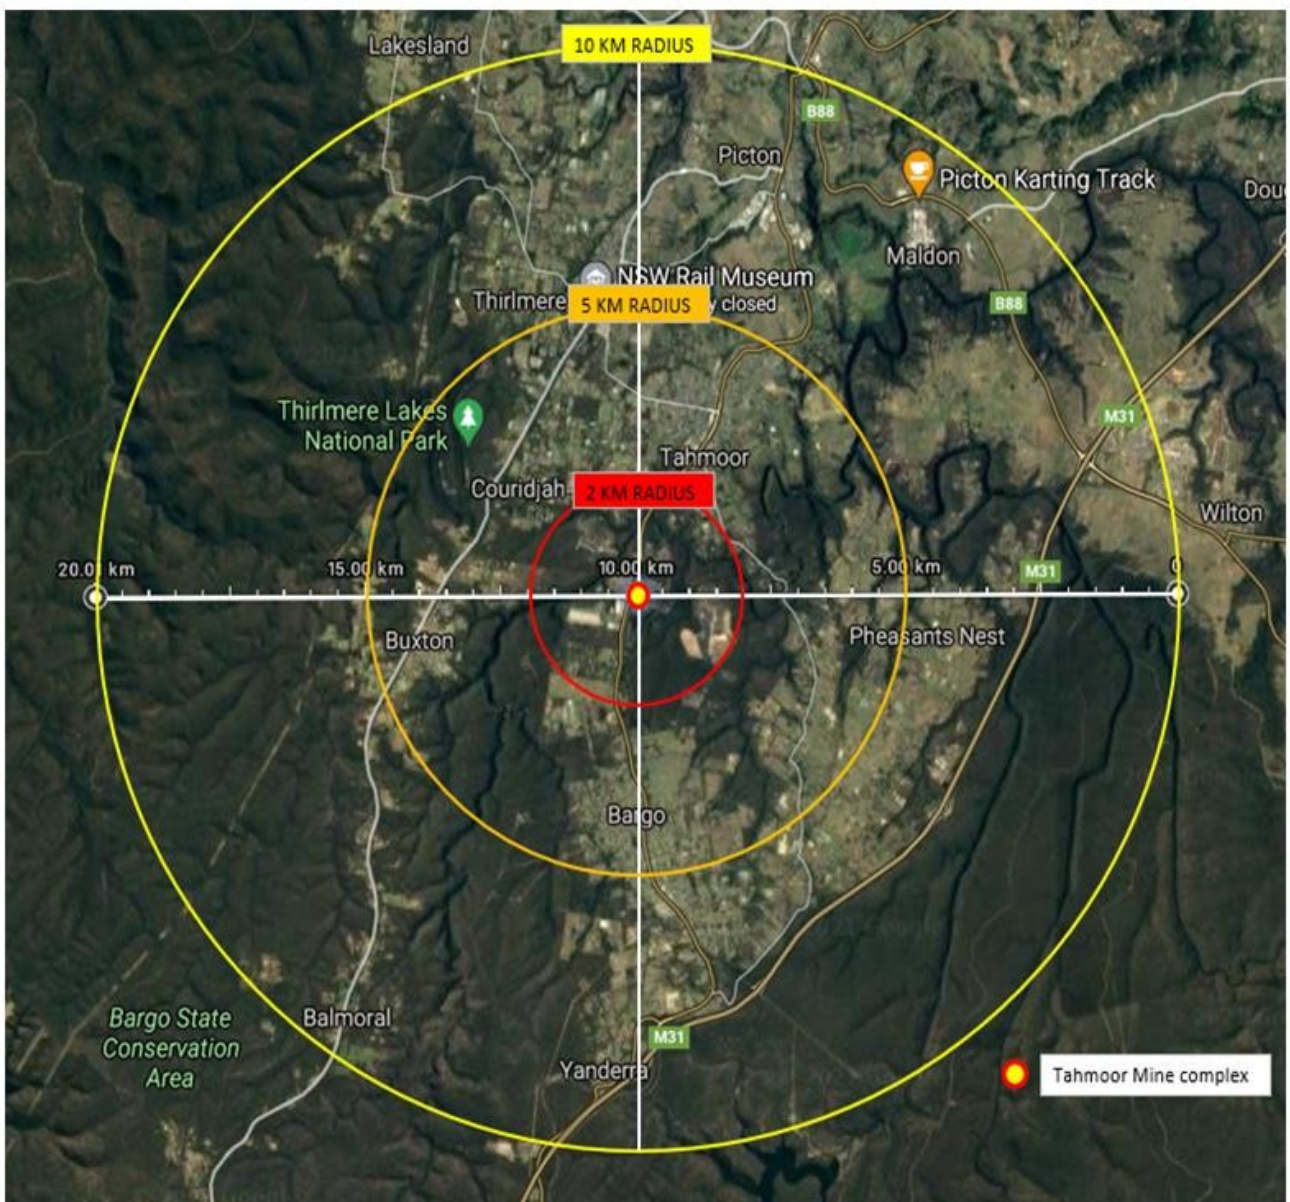 Lakesland
10 KM RADIUS
B88
Picton
Picton Karting Track
Maldon
NSW Rail Museum
Thirlmere
5 KM RADIUS
y closed
B88
Thirlmere Lakes
National Park
M31
Tahmoor
Couridjah
2 KM RADIUS
Wilton
20.01 km
15.00 km
10.00 km
5.00 km
M31
0
Buxton
Pheasants Nest
Bargo
Bargo State
Conservation
Area
Balmoral
M31
Yanderra
Tahmoor Mine complex